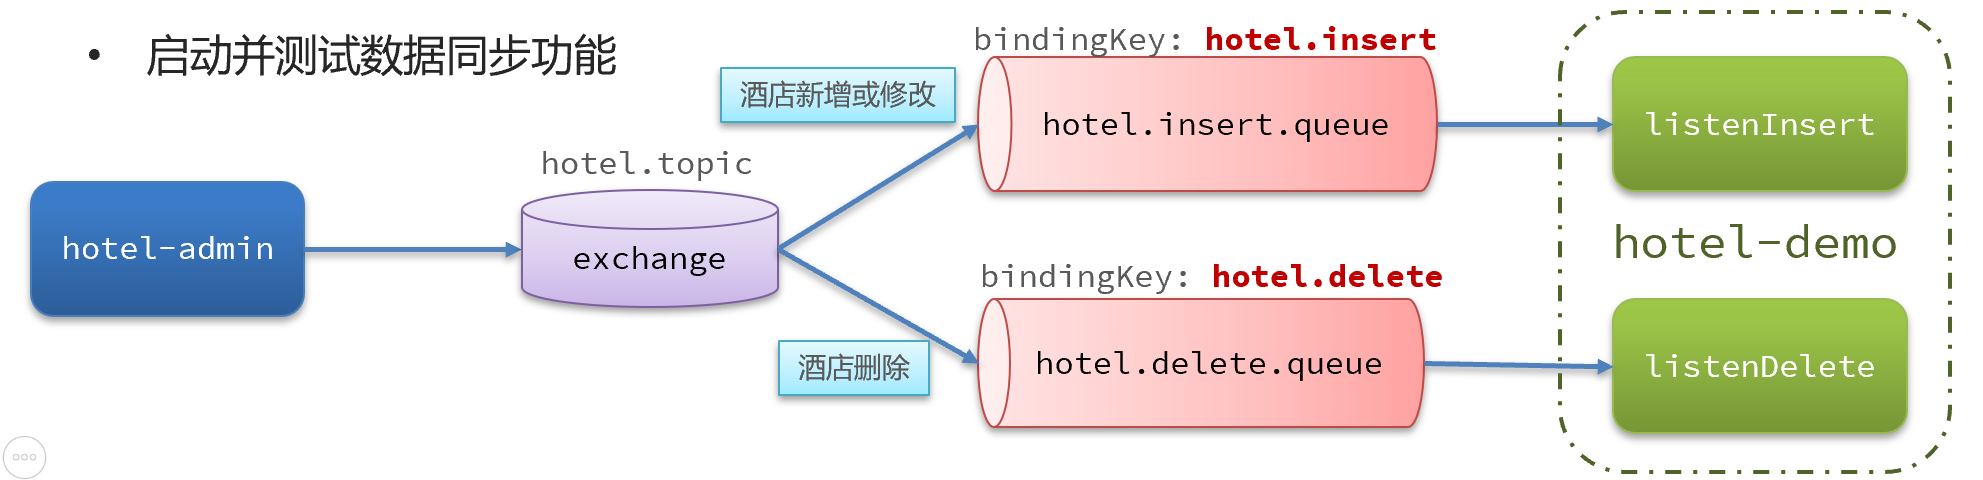 • 启动并测试数据同步功能
bindingKey: hotel.insert
酒店新增或修改
hotel.insert.queue
listenInsert
hotel.topic
hotel-admin
exchange
hotel-demo
bindingKey: hotel.delete
酒店删除
hotel.delete.queue
listenDelete